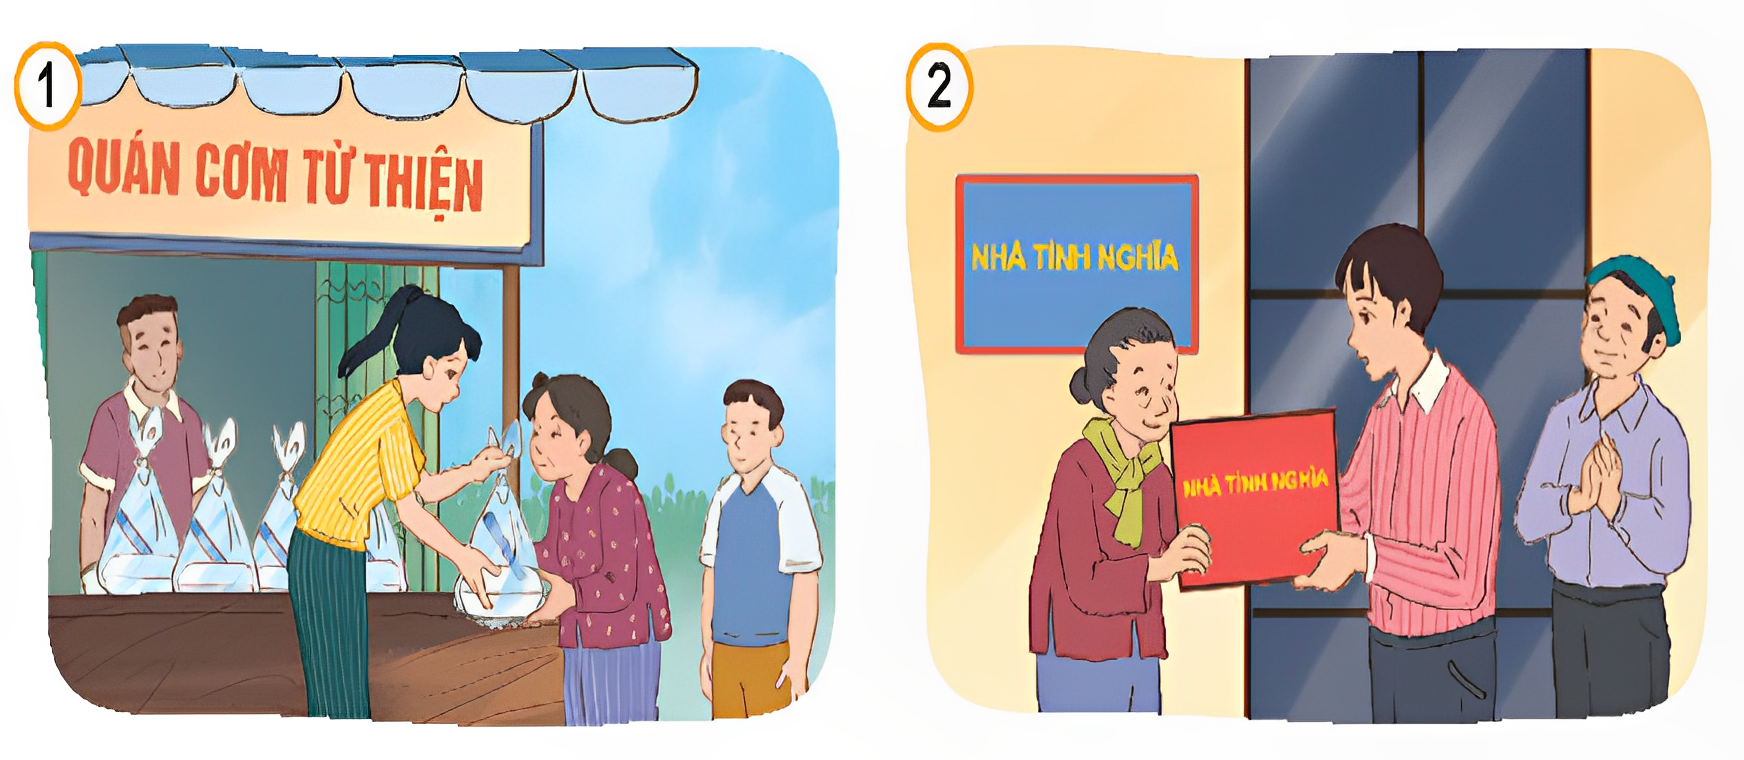 1
QUÁN CƠM TỪ THIỆN
2
NHÀ TÌNH NGHĨA
NHÀ TÌNH NGHĨA